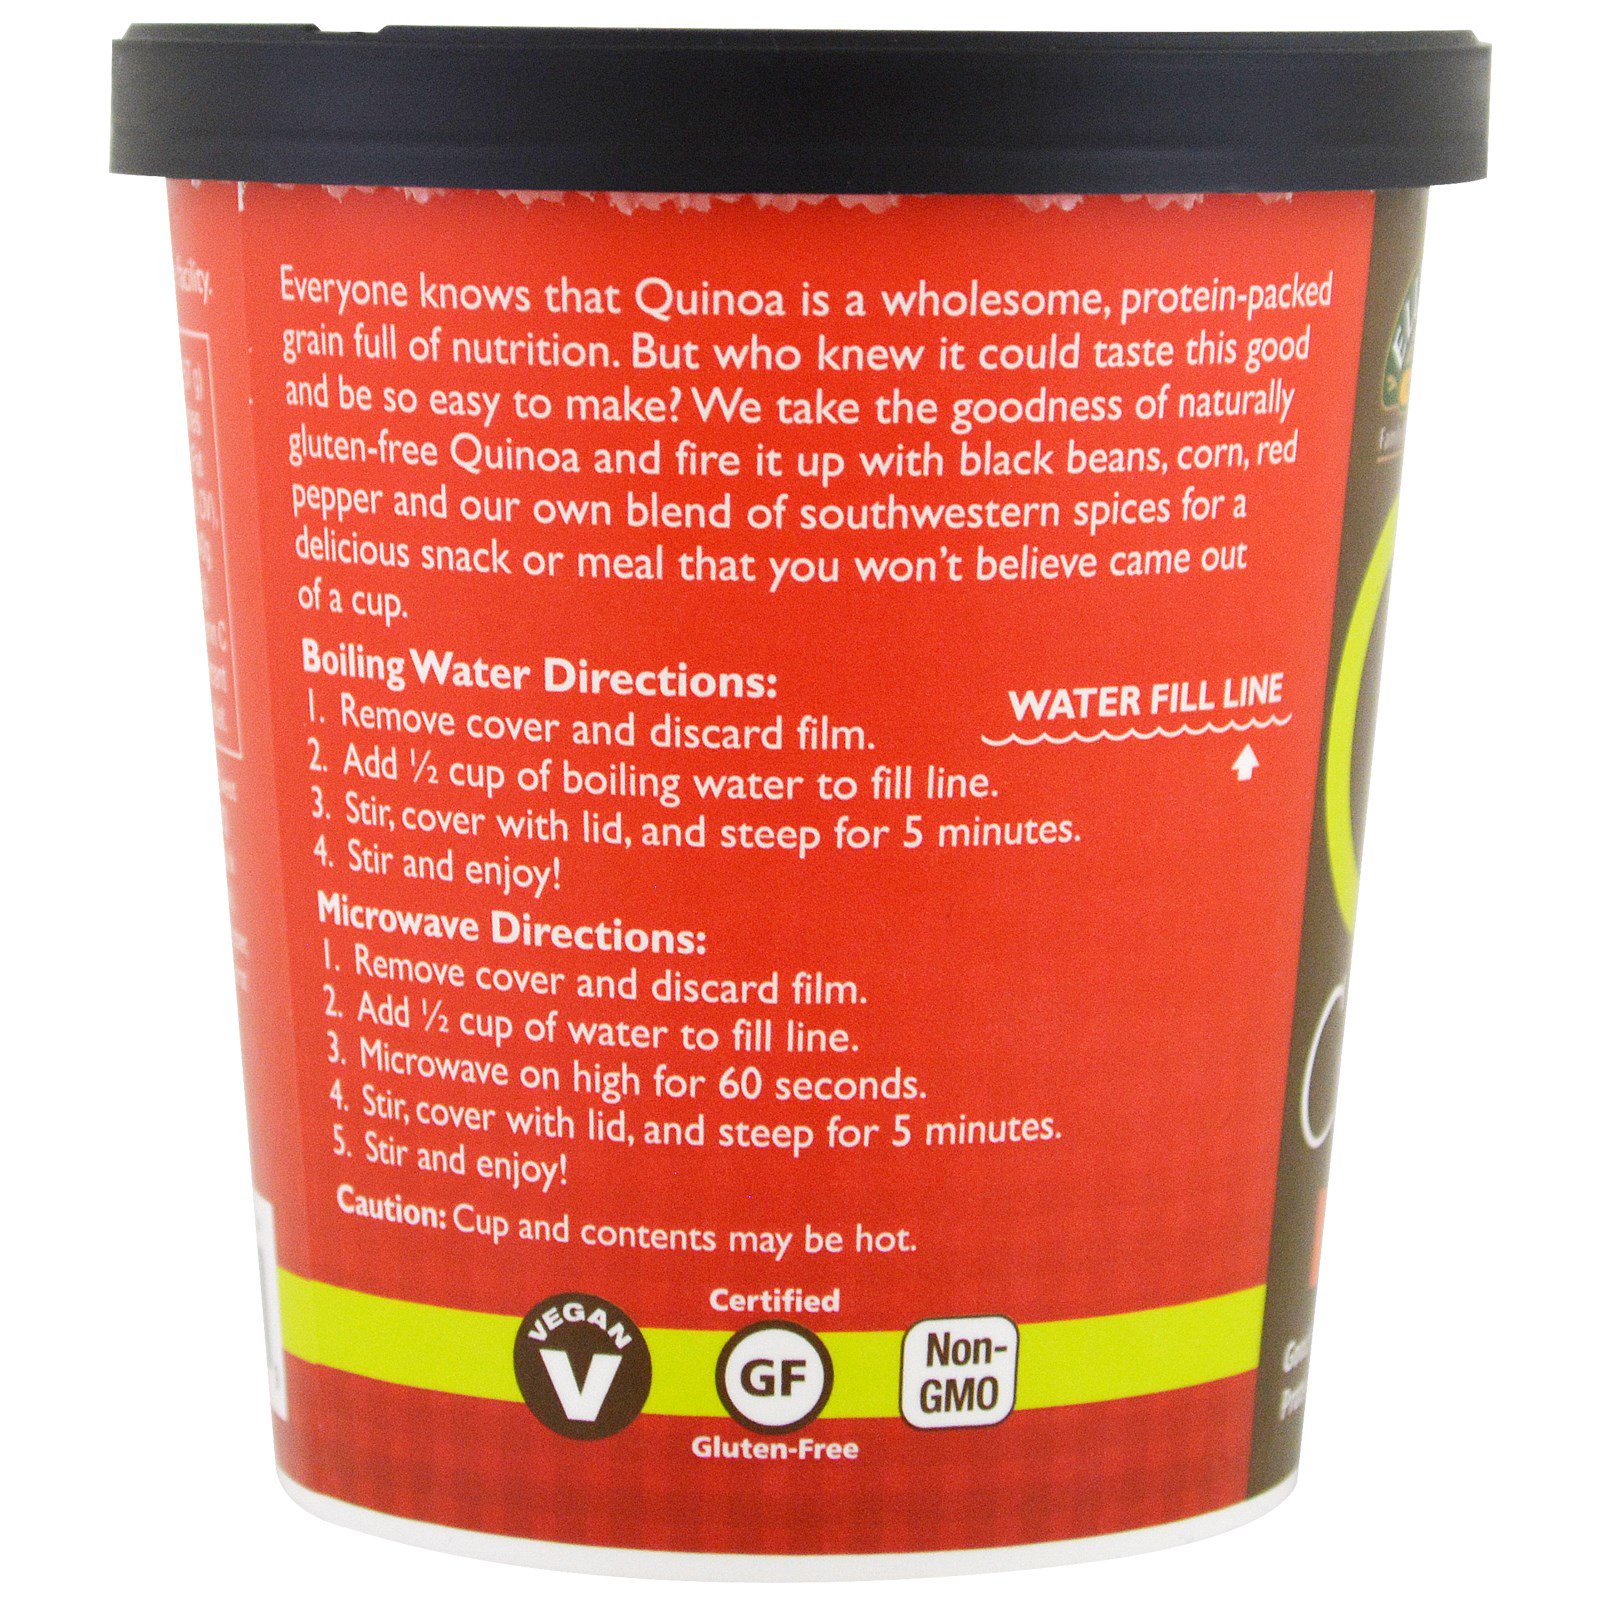 Everyone knows that Quinoa is a wholesome, protein-packed
grain full of nutrition. But who knew it could taste this good
and be so easy to make? We take the goodness of naturally
gluten-free Quinoa and fire it up with black beans, corn, red
pepper and our own blend of southwestern spices for a
delicious snack or meal that you won't believe came out
of a cup.
Boiling Water Directions:
1. Remove cover and discard film.
2. Add ½ cup of boiling water to fill line.
3. Stir, cover with lid, and steep for 5 minutes.
4. Stir and enjoy!
WATER FILL LINE
Microwave Directions:
1. Remove cover and discard film.
2. Add ½ cup of water to fill line.
3. Microwave on high for 60 seconds.
4. Stir, cover with lid, and steep for 5 minutes.
5. Stir and enjoy!
Caution: Cup and contents may be hot.
VEGAN
V
Certified
GF
Gluten-Free
Non-
GMO
facility.